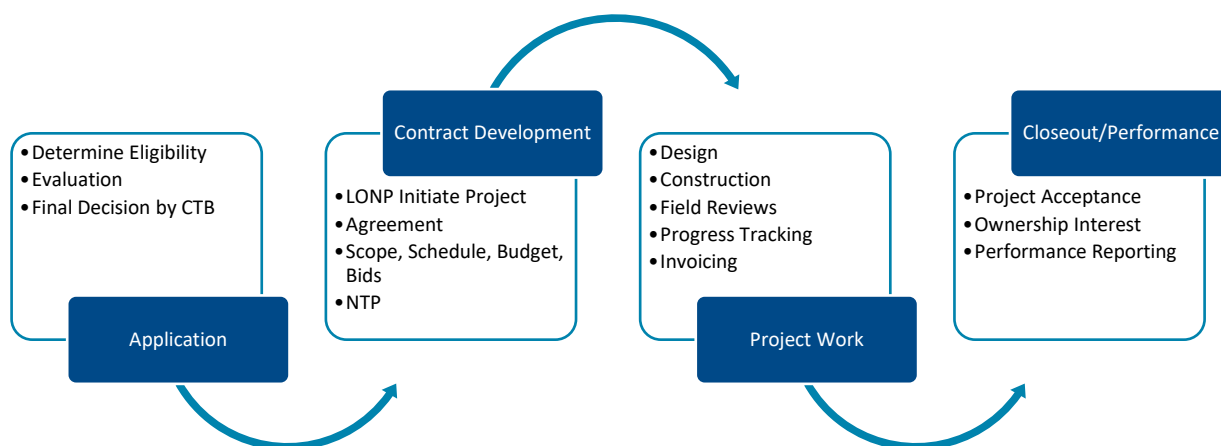 •Determine Eligibility
•Evaluation
•Final Decision by CTB
Application
Contract Development
•LONP Initiate Project
•Agreement
•Scope, Schedule, Budget,
Bids
•NTP
•Design
•Construction
•Field Reviews
•Progress Tracking
•Invoicing
Project Work
Closeout/Performance
•Project Acceptance
•Ownership Interest
•Performance Reporting